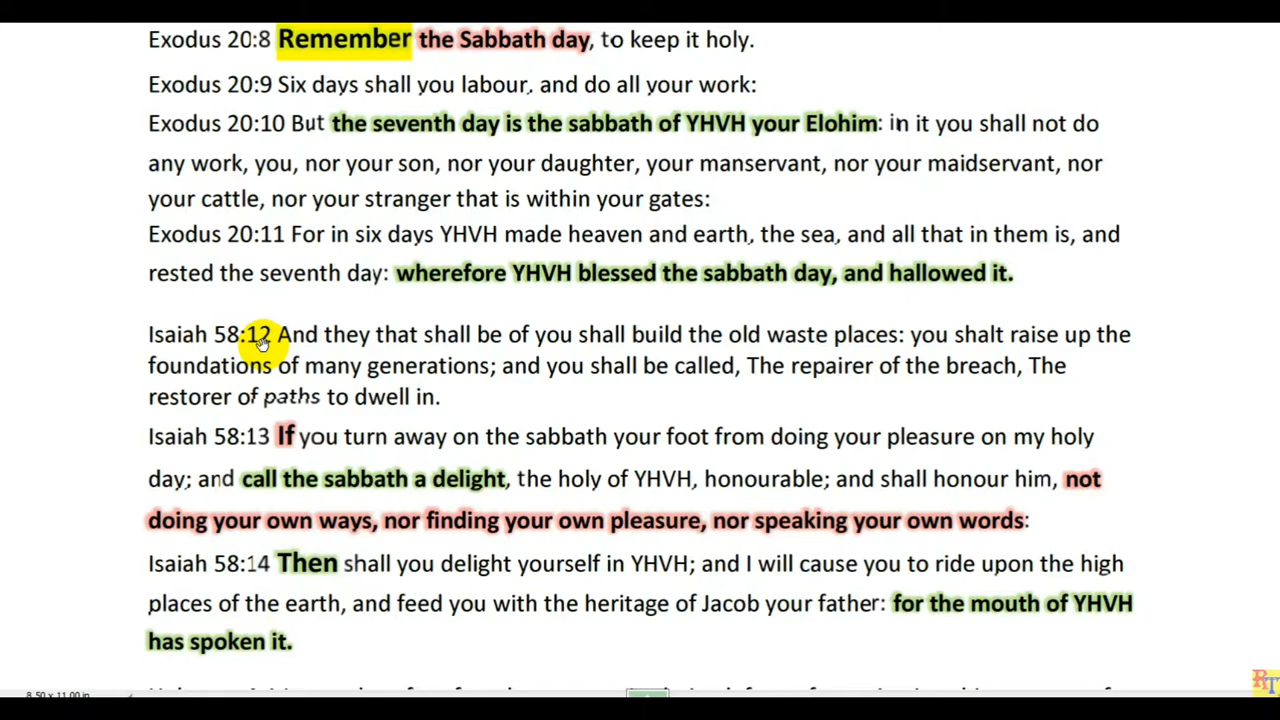 Exodus 20:8 Remember the Sabbath day, to keep it holy.
Exodus 20:9 Six days shall you labour, and do all your work:
Exodus 20:10 But the seventh day is the sabbath of YHVH your Elohim: in it you shall not do
any work, you, nor your son, nor your daughter, your manservant, nor your maidservant, nor
your cattle, nor your stranger that is within your gates:
Exodus 20:11 For in six days YHVH made heaven and earth, the sea, and all that in them is, and
rested the seventh day: wherefore YHVH blessed the sabbath day, and hallowed it.
Isaiah 58:12 And they that shall be of you shall build the old waste places: you shalt raise up the
foundations of many generations; and you shall be called, The repairer of the breach, The
restorer of paths to dwell in.
Isaiah 58:13 If you turn away on the sabbath your foot from doing your pleasure on my holy
day; and call the sabbath a delight, the holy of YHVH, honourable; and shall honour him, not
doing your own ways, nor finding your own pleasure, nor speaking your own words:
Isaiah 58:14 Then shall you delight yourself in YHVH; and I will cause you to ride upon the high
places of the earth, and feed you with the heritage of Jacob your father: for the mouth of YHVH
has spoken it.
8.50 x 11.00 in
RT